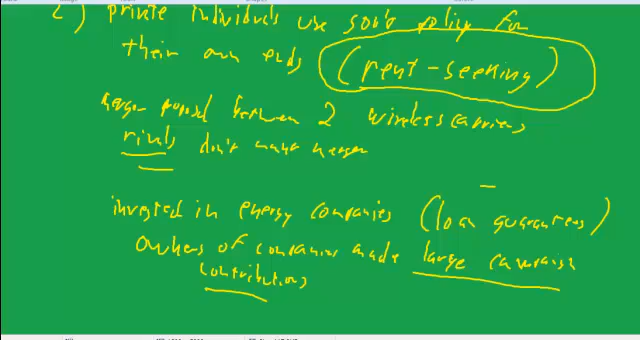 2) private individuals use gov't policy for
their own ends (rent-seeking)
merger proposal between 2 wireless carriers
rivals don't want merger
invested in energy companies (loan guarantees)
owners of companies made large campaign
contributions